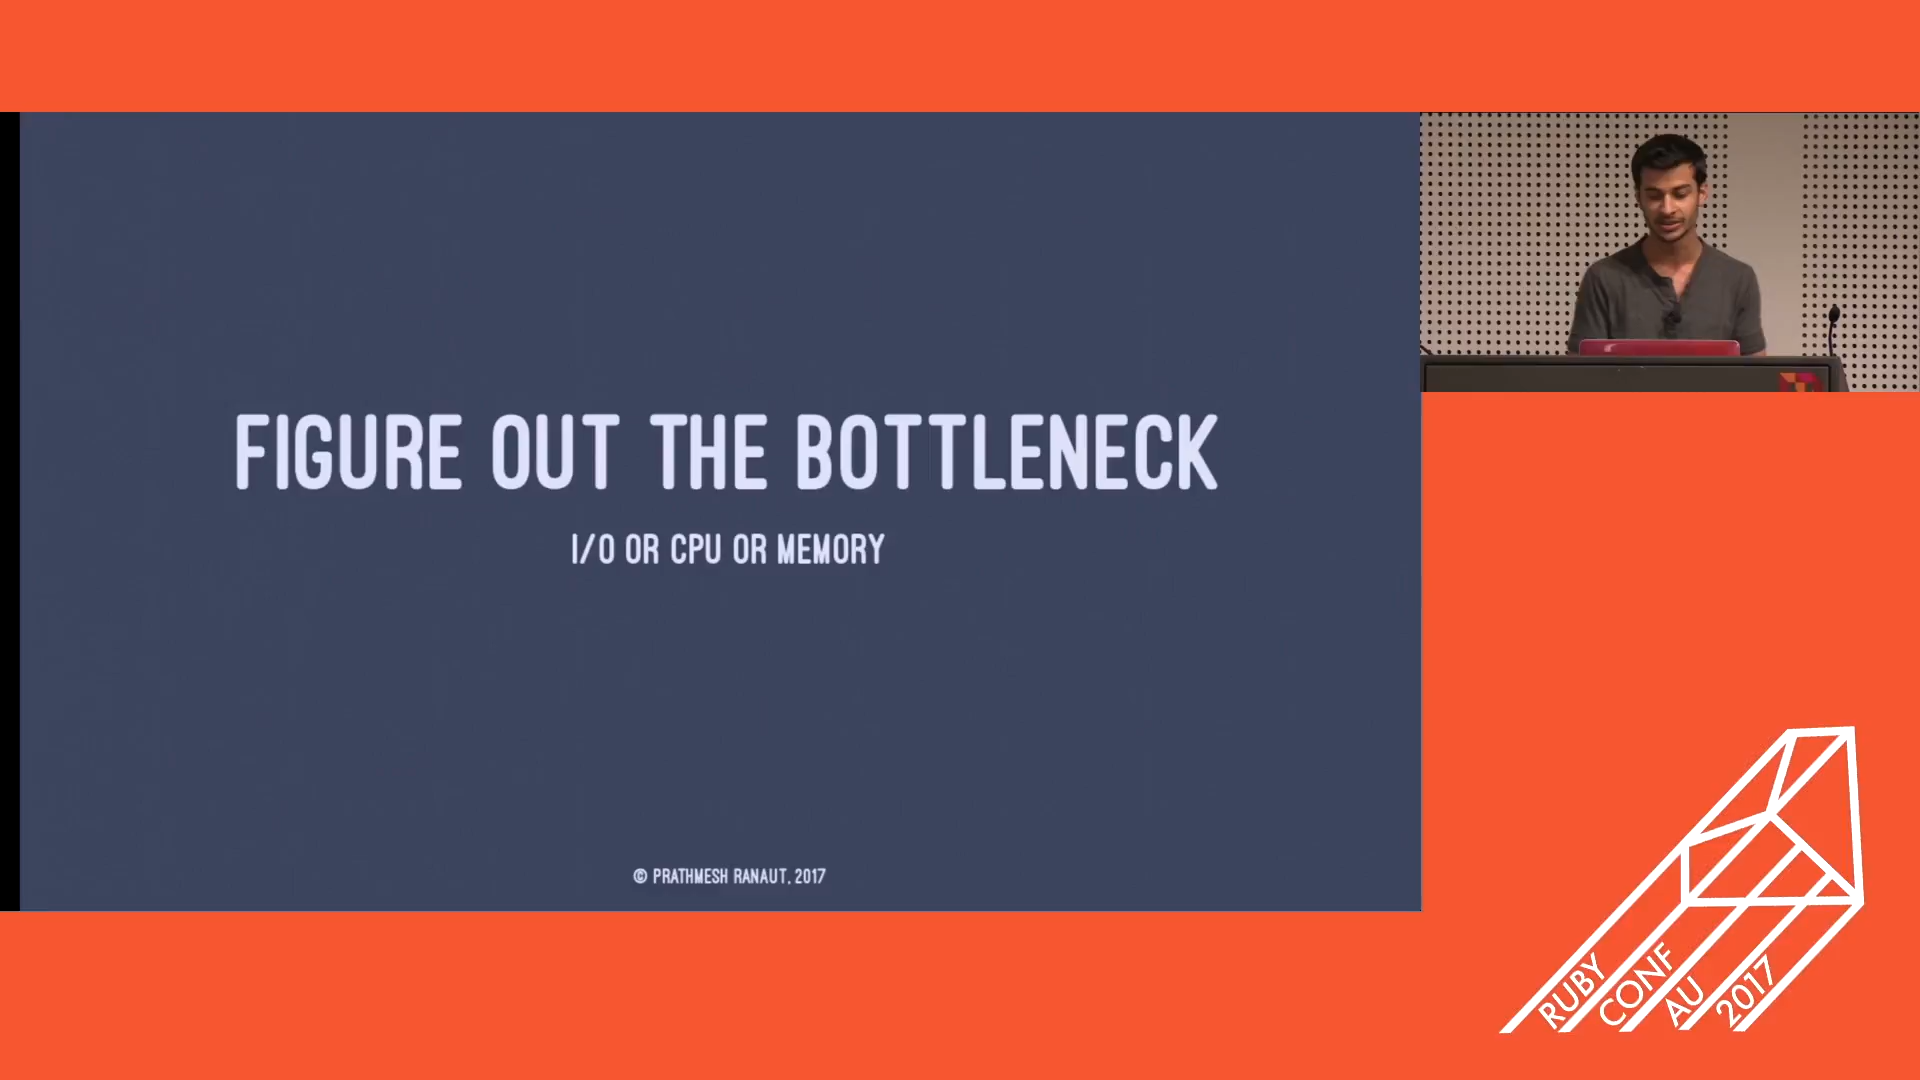 FIGURE OUT THE BOTTLENECK
I/O OR CPU OR MEMORY
© PRATHMESH RANAUT, 2017
RUBY
CONF
AU
2017